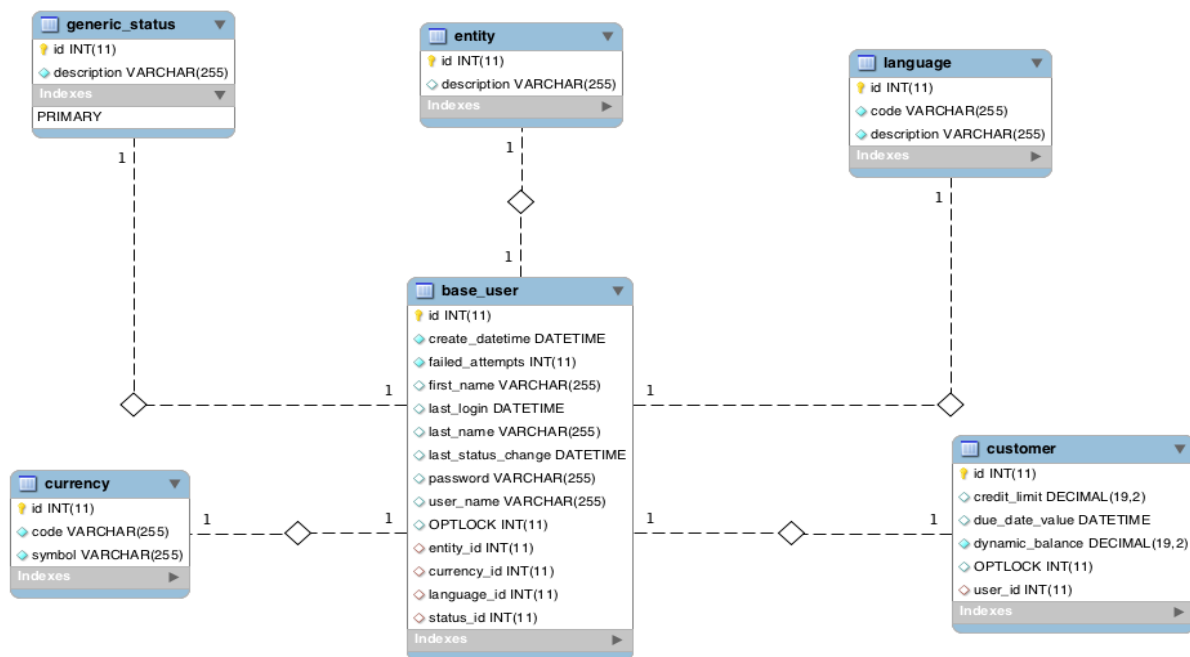 generic_status
id INT(11)
description VARCHAR(255)
Indexes
PRIMARY
1
entity
id INT(11)
description VARCHAR(255)
Indexes
1
1
language
id INT(11)
code VARCHAR(255)
description VARCHAR(255)
Indexes
1
base_user
id INT(11)
create_datetime DATETIME
failed_attempts INT(11)
first_name VARCHAR(255)
last_login DATETIME
last_name VARCHAR(255)
last_status_change DATETIME
password VARCHAR(255)
user_name VARCHAR(255)
OPTLOCK INT(11)
entity_id INT(11)
currency_id INT(11)
language_id INT(11)
status_id INT(11)
Indexes
1
1
1
1
currency
id INT(11)
code VARCHAR(255)
symbol VARCHAR(255)
Indexes
1
customer
id INT(11)
credit_limit DECIMAL(19,2)
due_date_value DATETIME
dynamic_balance DECIMAL(19,2)
OPTLOCK INT(11)
user_id INT(11)
Indexes
1